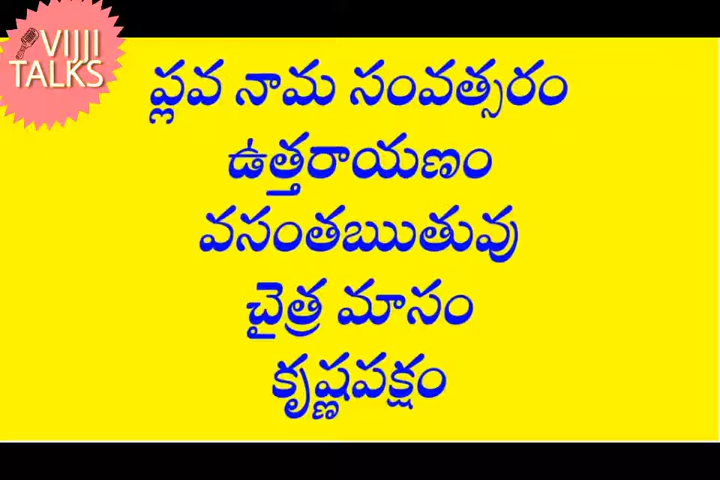 VIJJI
TALKS
ప్లవ నామ సంవత్సరం
ఉత్తరాయణం
వసంతఋతువు
చైత్ర మాసం
కృష్ణపక్షం